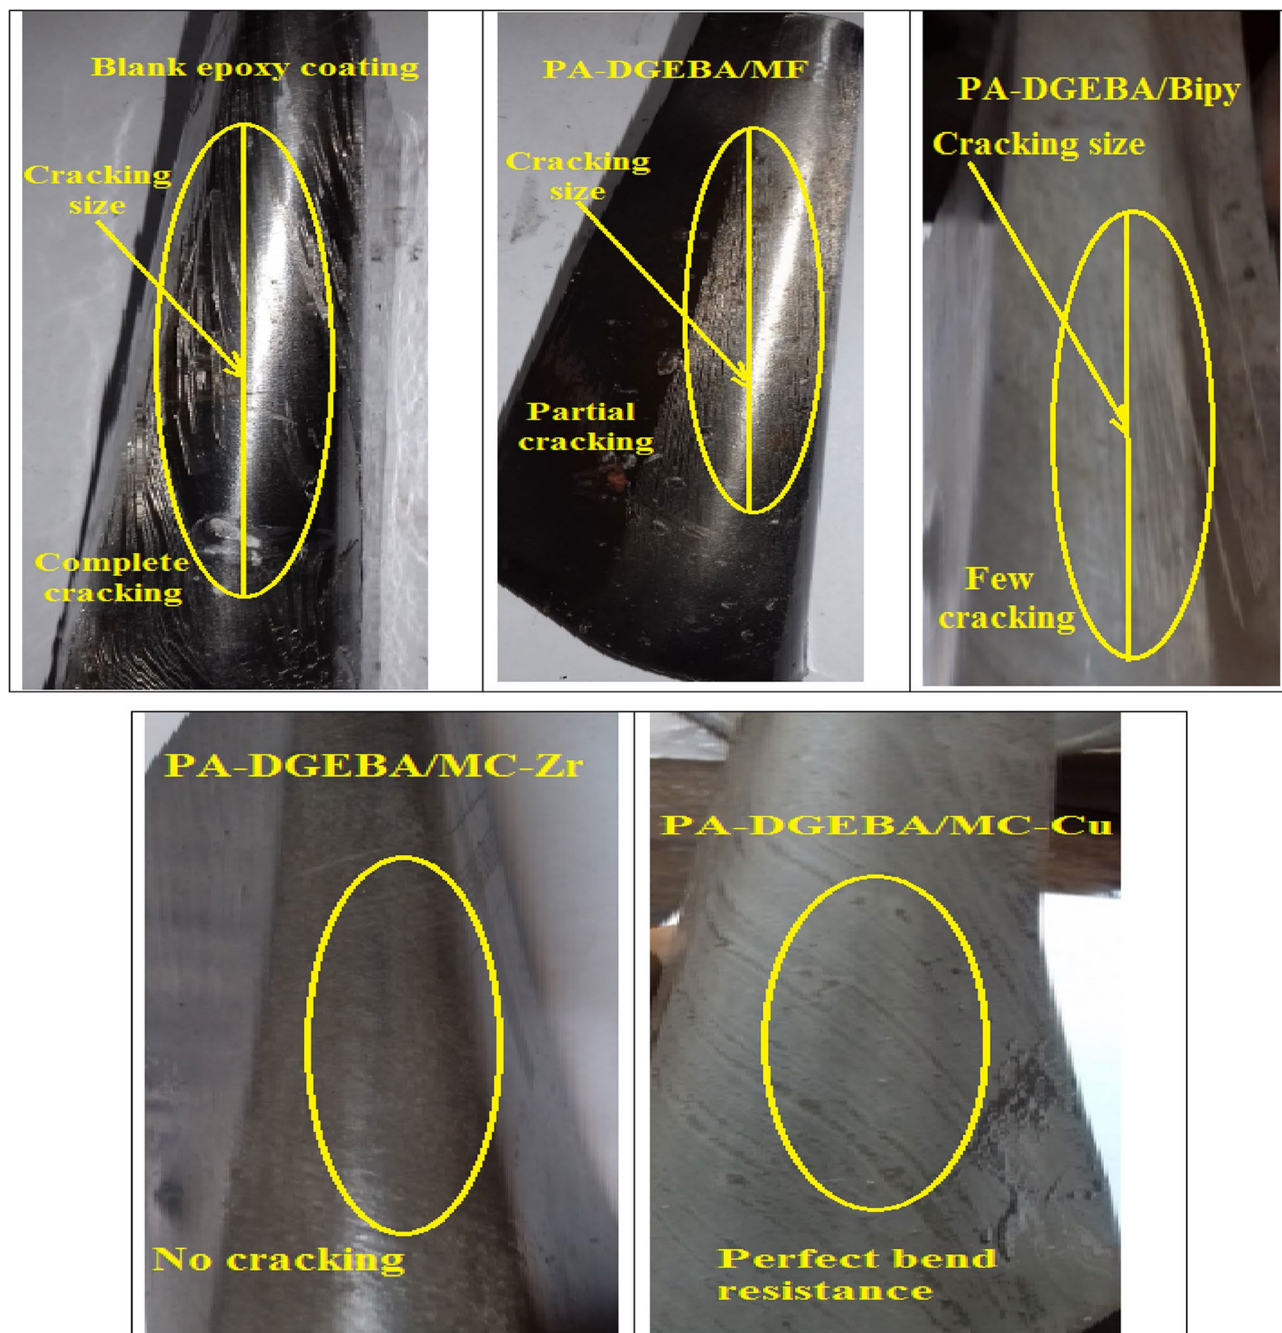 Blank epoxy coating
Cracking
size
Complete
cracking
PA-DGEBA/MF
Cracking
size
Partial
cracking
PA-DGEBA/Bipy
Cracking size
Few
cracking
PA-DGEBA/MC-Zr
No cracking
PA-DGEBA/MC-Cu
Perfect bend
resistance